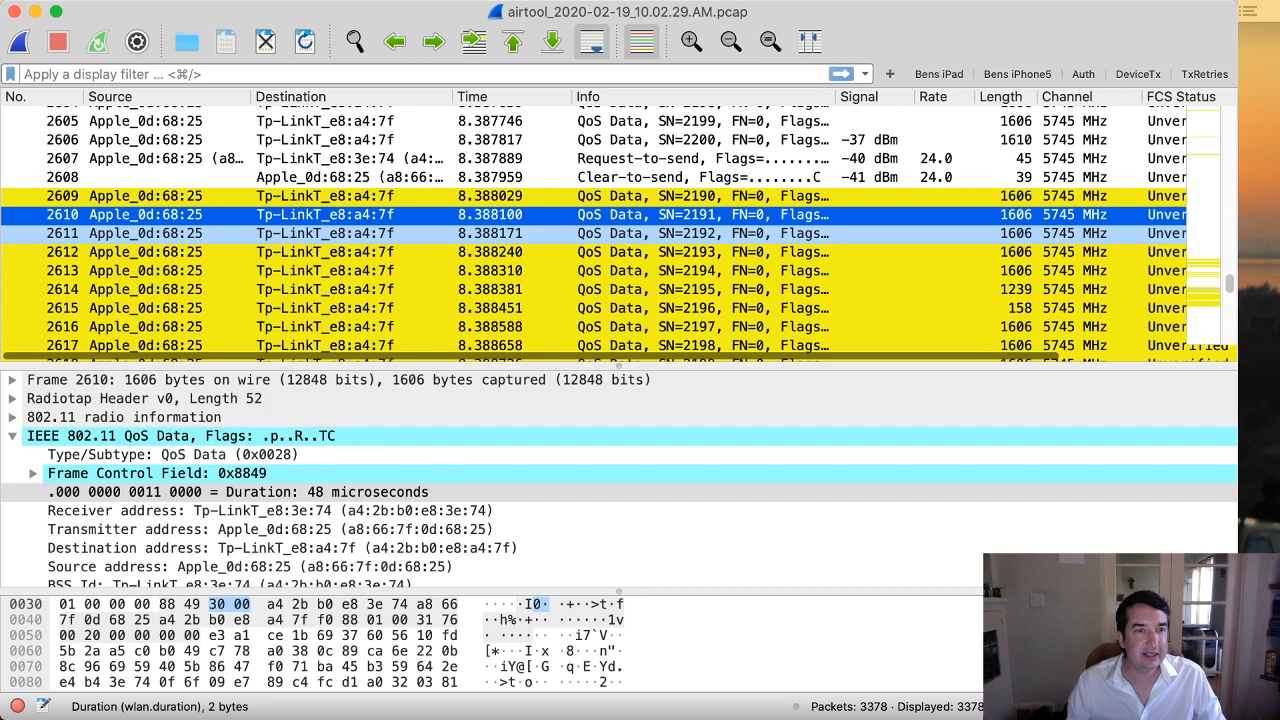 airtool_2020-02-19_10.02.29.AM.pcap
Apply a display filter … <⌘/>
+ Bens iPad Bens iPhone5 Auth DeviceTx TxRetries
No. Source Destination Time Info Signal Rate Length Channel FCS Status
2605 Apple_0d:68:25 Tp-LinkT_e8:a4:7f 8.387746 QoS Data, SN=2199, FN=0, Flags… 1606 5745 MHz Unver
2606 Apple_0d:68:25 Tp-LinkT_e8:a4:7f 8.387817 QoS Data, SN=2200, FN=0, Flags… -37 dBm 1610 5745 MHz Unver
2607 Apple_0d:68:25 (a8… Tp-LinkT_e8:3e:74 (a4:… 8.387889 Request-to-send, Flags=........… -40 dBm 24.0 45 5745 MHz Unver
2608 Apple_0d:68:25 (a8:66:… 8.387959 Clear-to-send, Flags=........C -41 dBm 24.0 39 5745 MHz Unver
2609 Apple_0d:68:25 Tp-LinkT_e8:a4:7f 8.388029 QoS Data, SN=2190, FN=0, Flags… 1606 5745 MHz Unver
2610 Apple_0d:68:25 Tp-LinkT_e8:a4:7f 8.388100 QoS Data, SN=2191, FN=0, Flags… 1606 5745 MHz Unver
2611 Apple_0d:68:25 Tp-LinkT_e8:a4:7f 8.388171 QoS Data, SN=2192, FN=0, Flags… 1606 5745 MHz Unver
2612 Apple_0d:68:25 Tp-LinkT_e8:a4:7f 8.388240 QoS Data, SN=2193, FN=0, Flags… 1606 5745 MHz Unver
2613 Apple_0d:68:25 Tp-LinkT_e8:a4:7f 8.388310 QoS Data, SN=2194, FN=0, Flags… 1606 5745 MHz Unver
2614 Apple_0d:68:25 Tp-LinkT_e8:a4:7f 8.388381 QoS Data, SN=2195, FN=0, Flags… 1239 5745 MHz Unver
2615 Apple_0d:68:25 Tp-LinkT_e8:a4:7f 8.388451 QoS Data, SN=2196, FN=0, Flags… 158 5745 MHz Unver
2616 Apple_0d:68:25 Tp-LinkT_e8:a4:7f 8.388588 QoS Data, SN=2197, FN=0, Flags… 1606 5745 MHz Unver
2617 Apple_0d:68:25 Tp-LinkT_e8:a4:7f 8.388658 QoS Data, SN=2198, FN=0, Flags… 1606 5745 MHz Unverified
Frame 2610: 1606 bytes on wire (12848 bits), 1606 bytes captured (12848 bits)
Radiotap Header v0, Length 52
802.11 radio information
IEEE 802.11 QoS Data, Flags: .p..R..TC
Type/Subtype: QoS Data (0x0028)
Frame Control Field: 0x8849
.000 0000 0011 0000 = Duration: 48 microseconds
Receiver address: Tp-LinkT_e8:3e:74 (a4:2b:b0:e8:3e:74)
Transmitter address: Apple_0d:68:25 (a8:66:7f:0d:68:25)
Destination address: Tp-LinkT_e8:a4:7f (a4:2b:b0:e8:a4:7f)
Source address: Apple_0d:68:25 (a8:66:7f:0d:68:25)
BSS Id: Tp-LinkT_e8:3e:74 (a4:2b:b0:e8:3e:74)
0030 01 00 00 00 88 49 30 00 a4 2b b0 e8 3e 74 a8 66 ·····I0· ·+··>t·f
0040 7f 0d 68 25 a4 2b b0 e8 a4 7f f0 88 01 00 31 76 ··h%·+·· ······1v
0050 00 20 00 00 00 00 e3 a1 ce 1b 69 37 60 56 10 fd · ······ ··i7`V··
0060 5b 2a a5 c0 b0 49 c7 78 a0 38 0c 89 ca 6e 22 0b [*···I·x ·8···n"·
0070 8c 96 69 59 40 5b 86 47 f0 71 ba 45 b3 59 64 2e ··iY@[·G ·q·E·Yd.
0080 e4 b4 3e 74 0f 6f 09 e7 89 c4 fc d1 a0 32 03 81 ··>t·o·· ·····2··
Duration (wlan.duration), 2 bytes
Packets: 3378 · Displayed: 3378